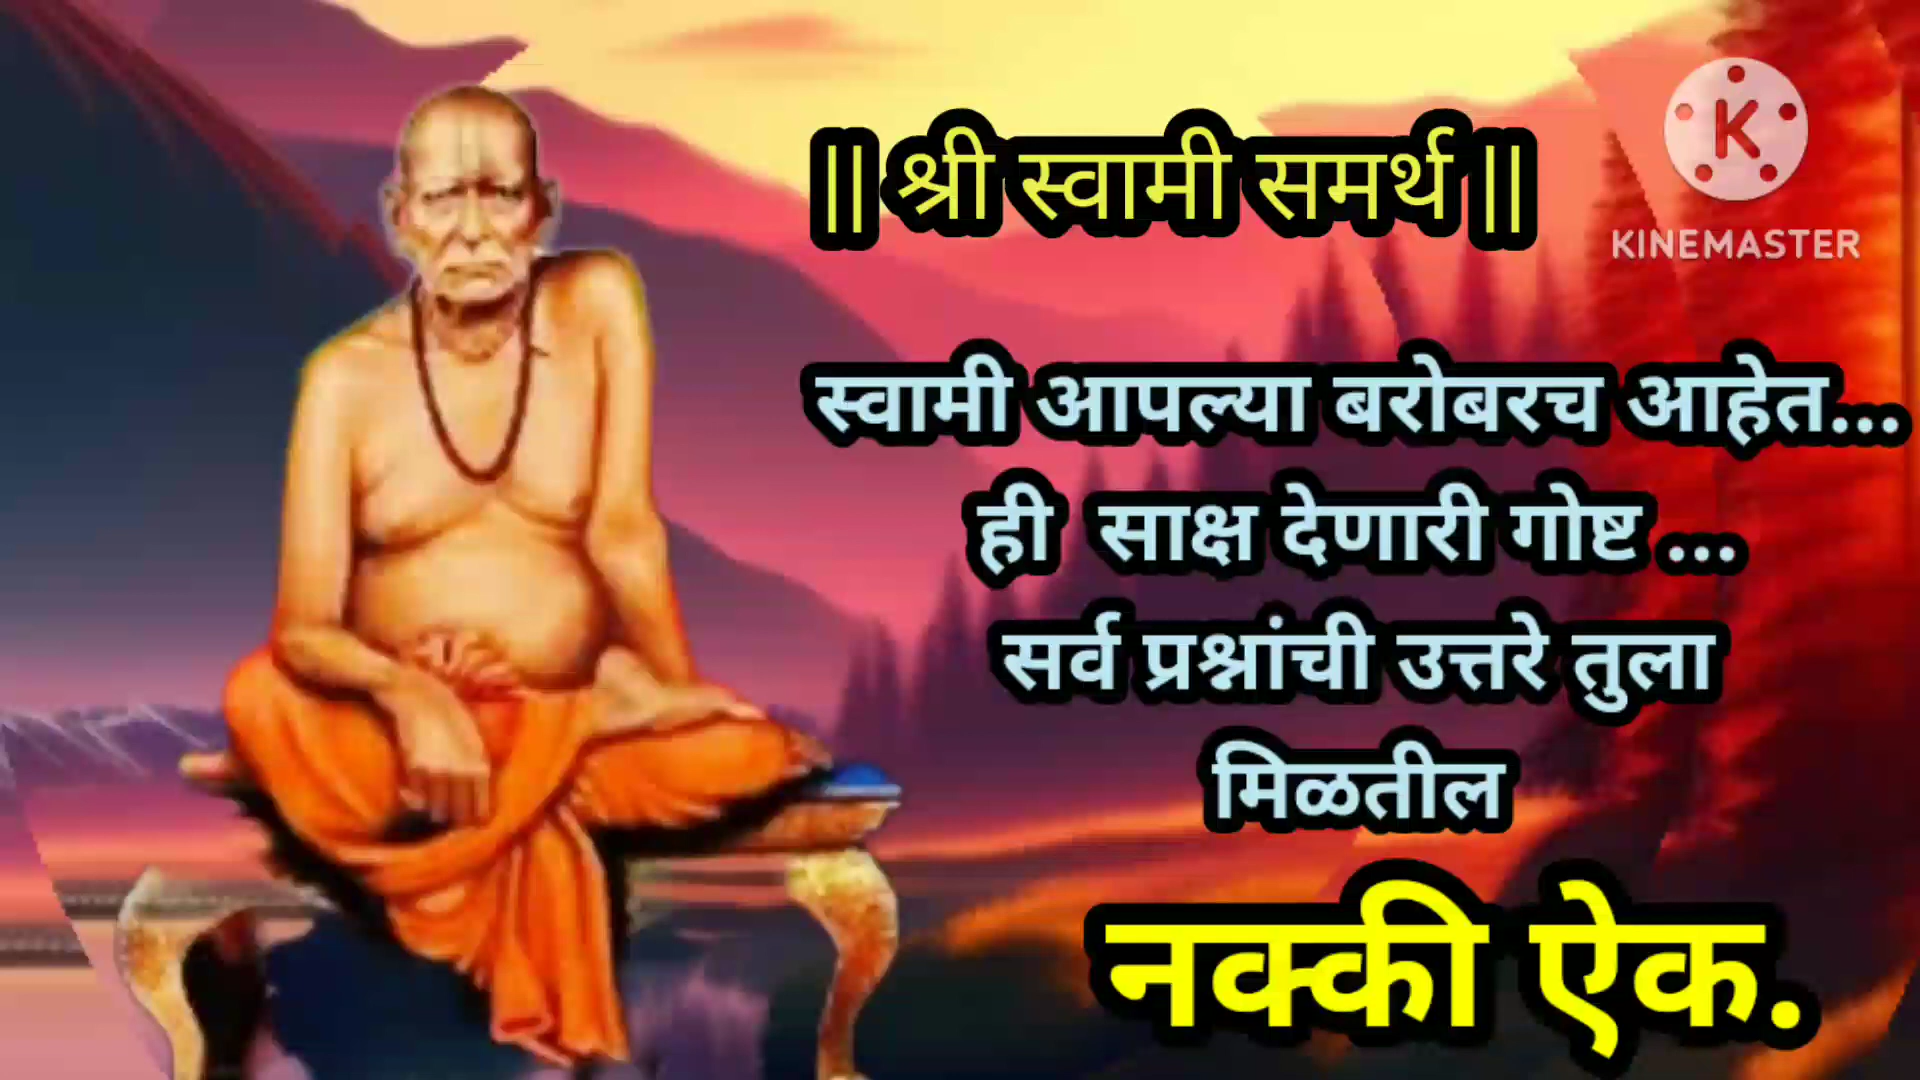 || श्री स्वामी समर्थ ||
KINEMASTER
स्वामी आपल्या बरोबरच आहेत...
ही साक्ष देणारी गोष्ट ...
सर्व प्रश्नांची उत्तरे तुला
मिळतील
नक्की ऐक.